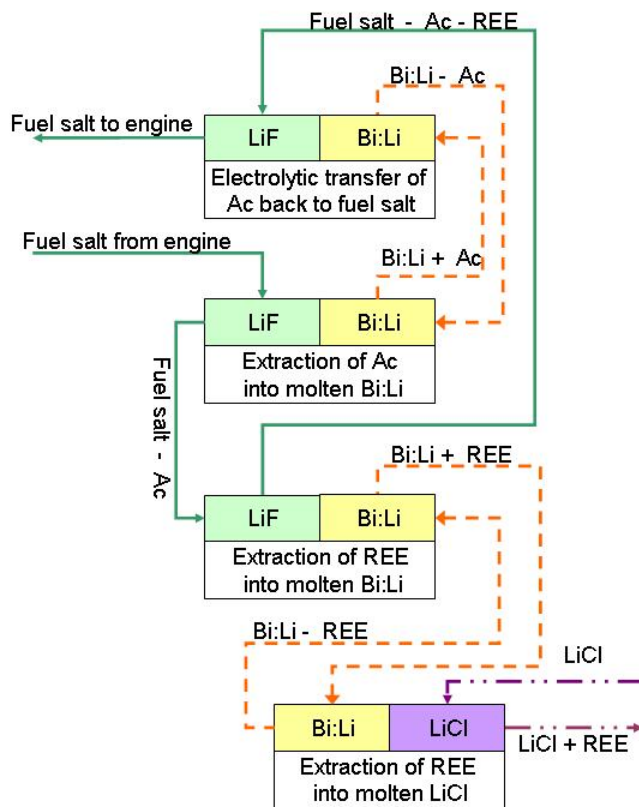 Fuel salt - Ac - REE
Bi:Li - Ac
Fuel salt to engine
LiF
Bi:Li
Electrolytic transfer of
Ac back to fuel salt
Fuel salt from engine
Bi:Li + Ac
LiF
Bi:Li
Extraction of Ac
into molten Bi:Li
Fuel salt - Ac
Bi:Li + REE
LiF
Bi:Li
Extraction of REE
into molten Bi:Li
Bi:Li - REE
LiCl
Bi:Li
LiCl
LiCl + REE
Extraction of REE
into molten LiCl